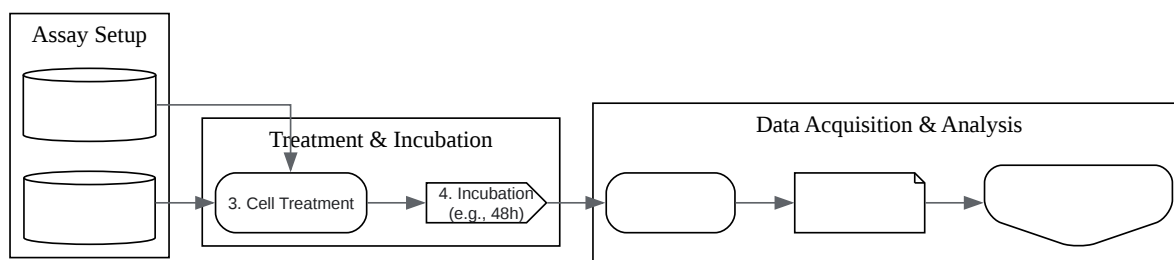 Assay Setup
Treatment & Incubation
3. Cell Treatment
4. Incubation
(e.g., 48h)
Data Acquisition & Analysis